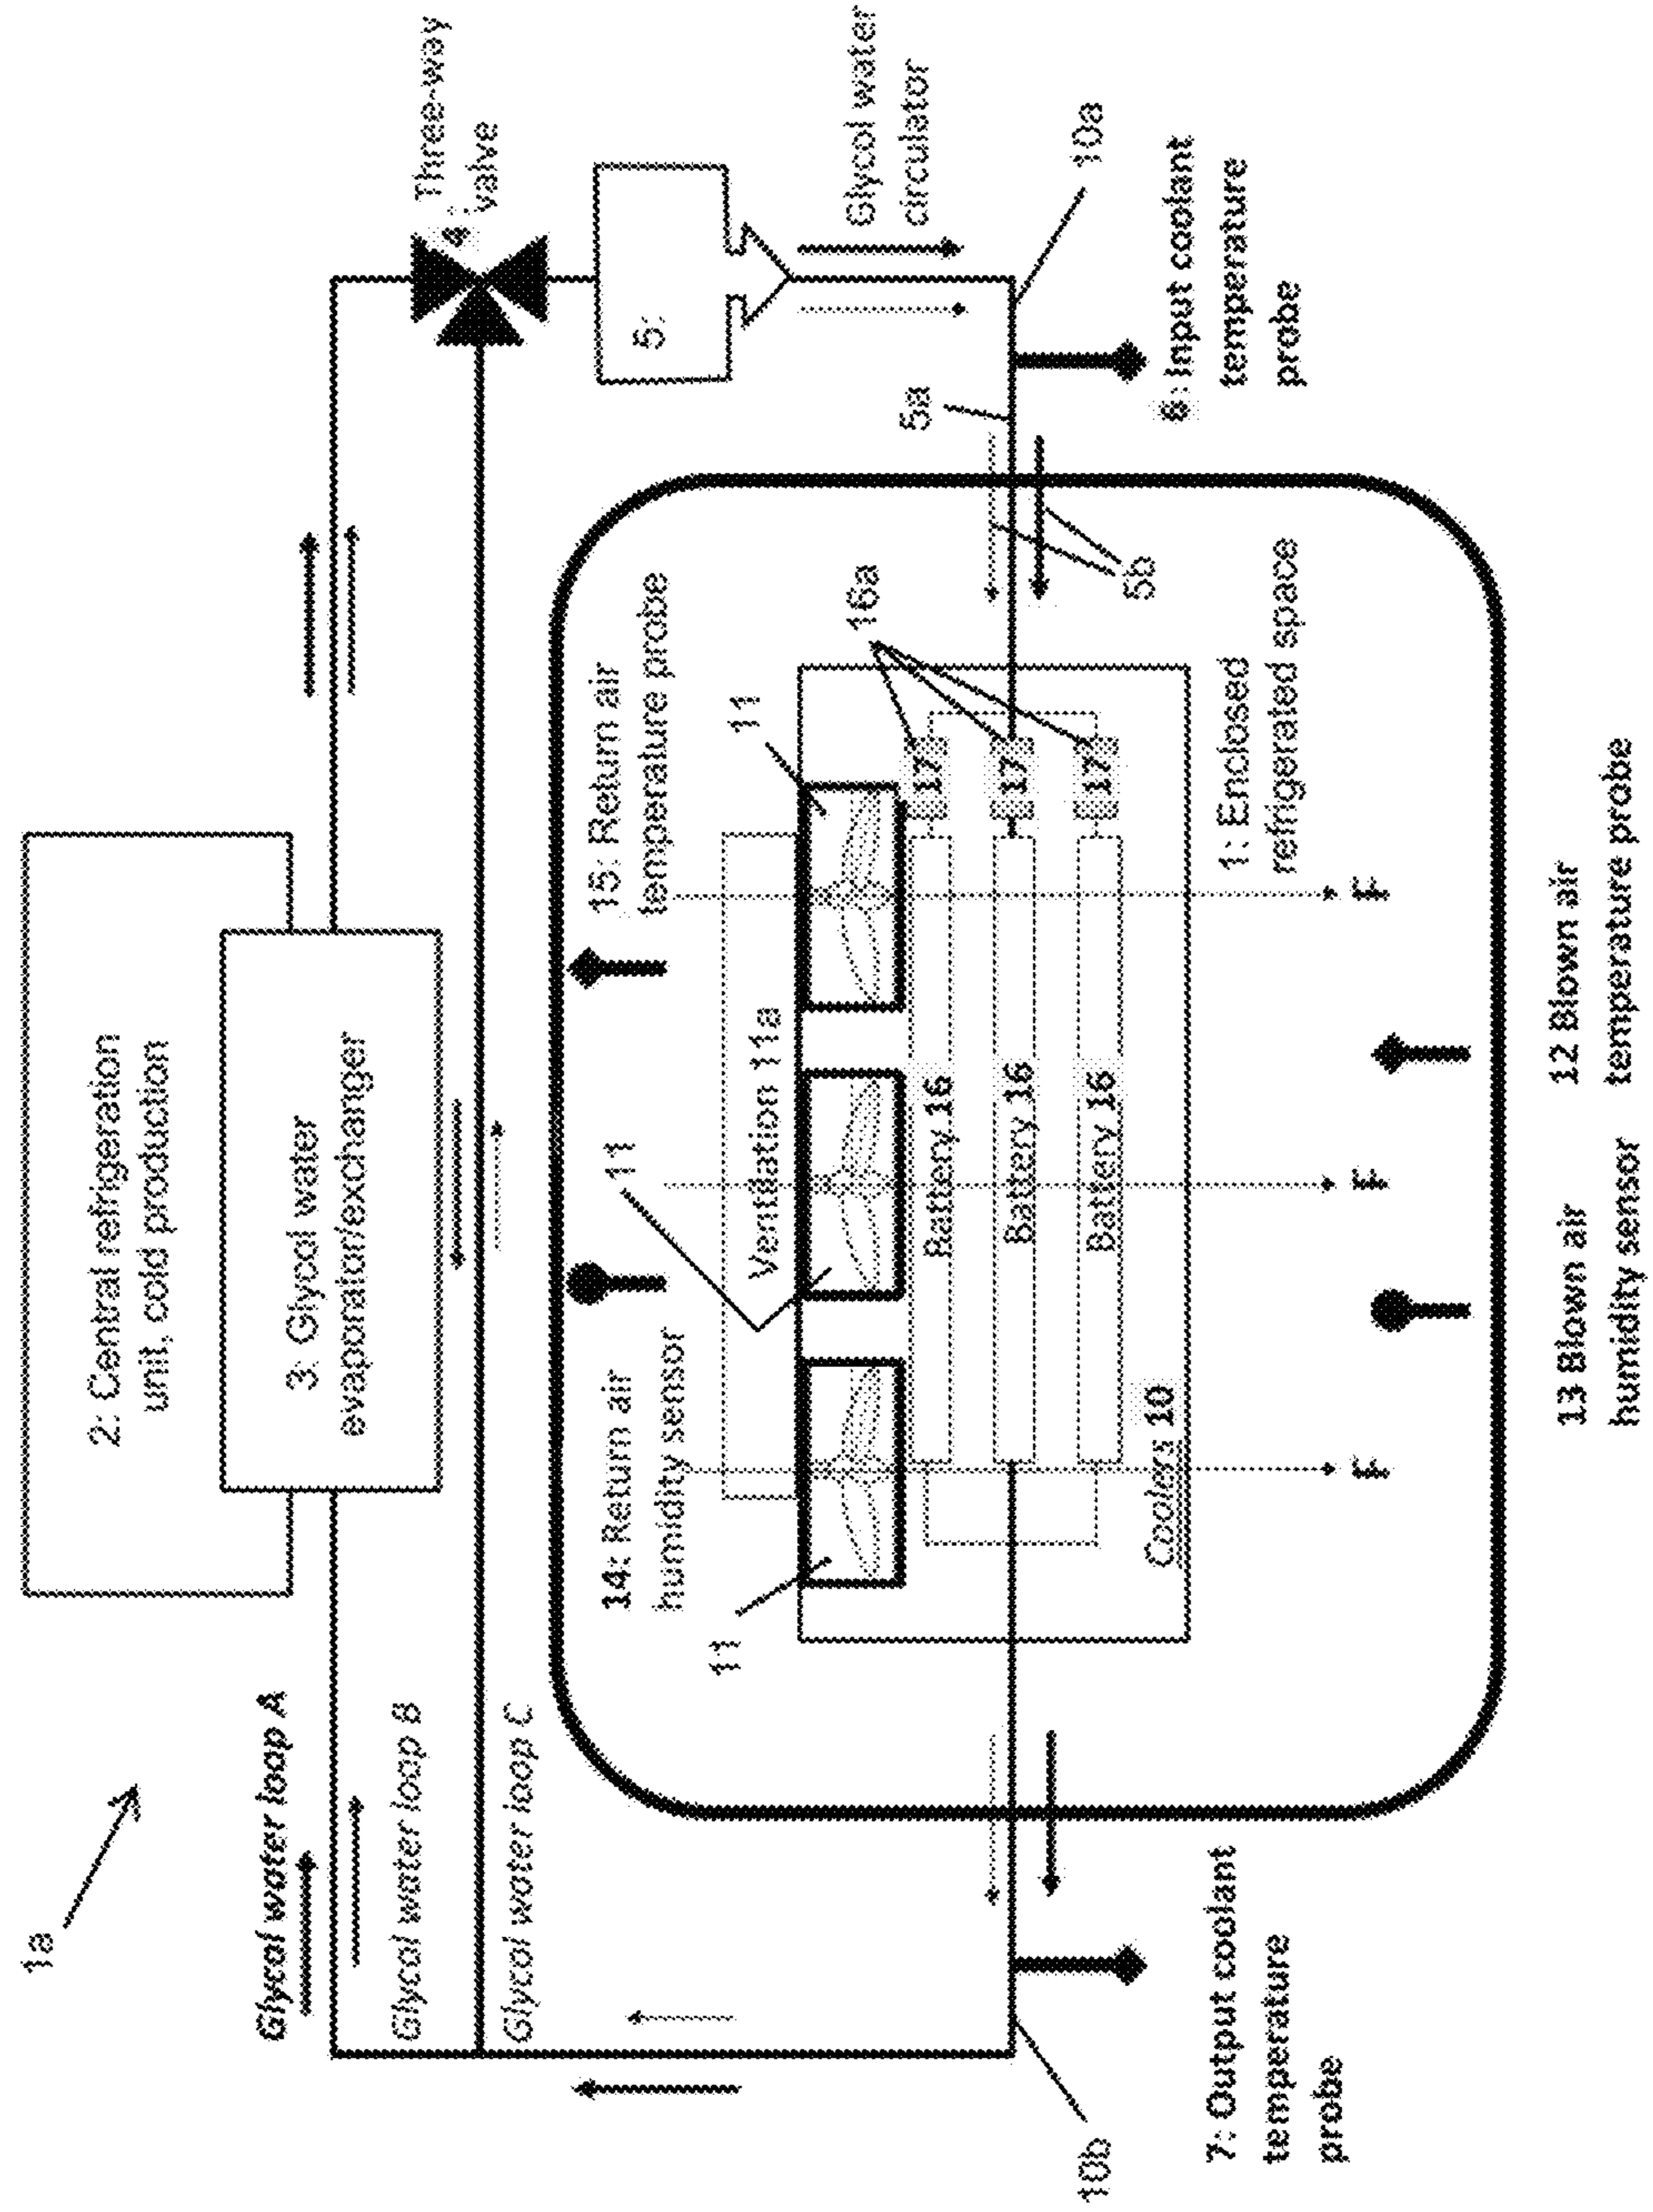 1a
2: Central refrigeration
unit, cold production
3: Glycol water
evaporator/exchanger
Glycol water loop A
Glycol water loop B
Glycol water loop C
4 : Three-way
valve
5:
Glycol water
circulator
14: Return air
humidity sensor
11
15: Return air
temperature probe
11
11
Ventilation 11a
16a
5a
10a
Battery 16
17
Battery 16
17
Battery 16
17
5b
Coolers 10
1: Enclosed
refrigerated space
10b
7: Output coolant
temperature
probe
6: Input coolant
temperature
probe
F
F
F
13 Blown air
humidity sensor
12 Blown air
temperature probe